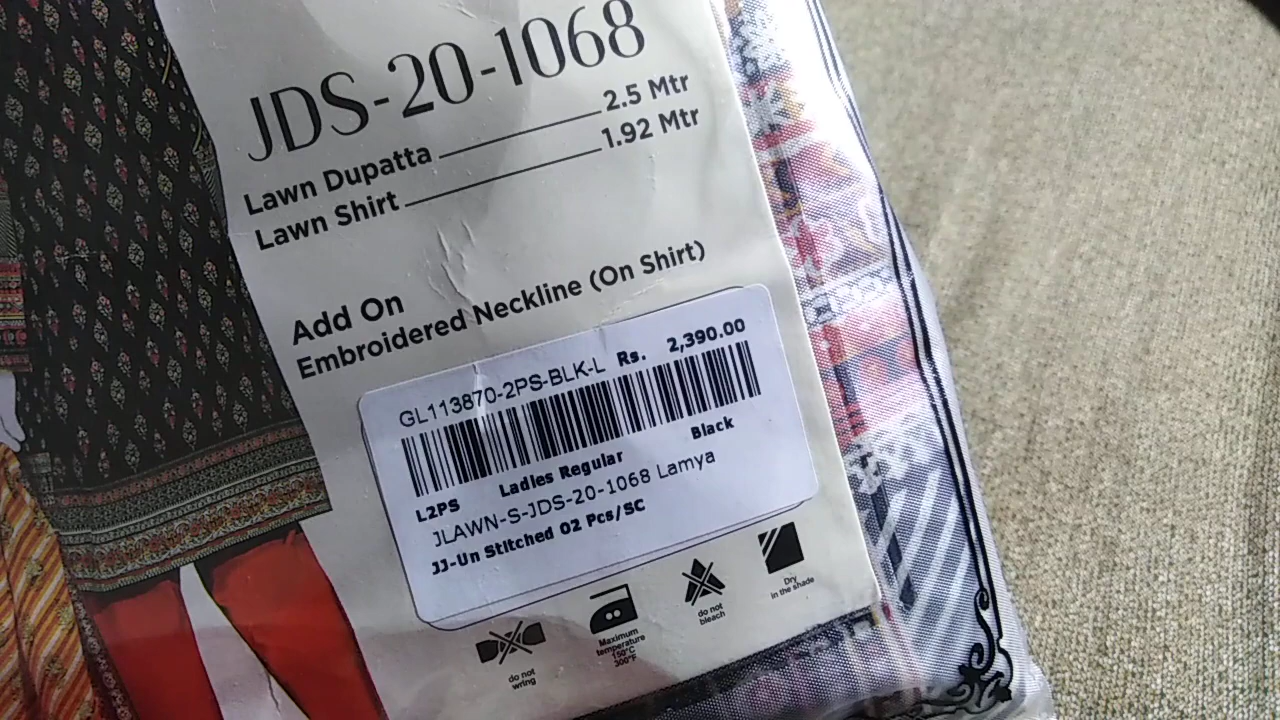 JDS-20-1068
Lawn Dupatta 2.5 Mtr
Lawn Shirt 1.92 Mtr
Add On
Embroidered Neckline (On Shirt)
GL113870-2PS-BLK-L Rs. 2,390.00
Black
L2PS Ladies Regular
JLAWN-S-JDS-20-1068 Lamya
JJ-Un Stitched 02 Pcs/SC
do not
wring
Maximum
temperature
150°C
300°F
do not
bleach
Dry
in the shade